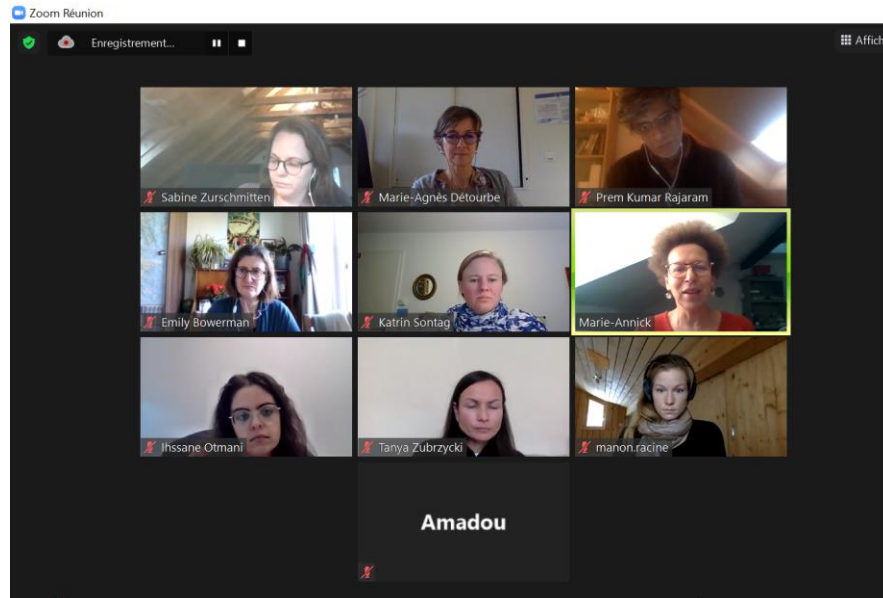 Zoom Réunion
Enregistrement...
Affich
Sabine Zurschmitten
Marie-Agnès Détourbe
Prem Kumar Rajaram
Emily Bowerman
Katrin Sontag
Marie-Annick
Ihssane Otmani
Tanya Zubrzycki
manon.racine
Amadou